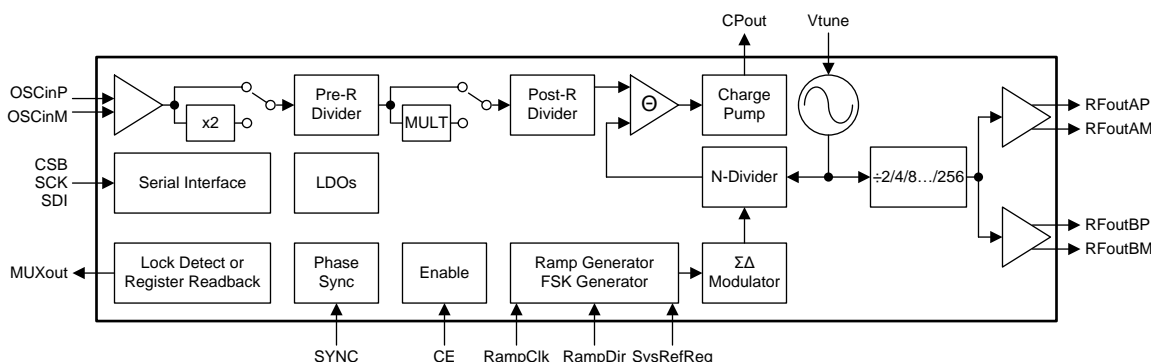 CPout
Vtune
OSCinP
OSCinM
x2
Pre-R
Divider
MULT
Post-R
Divider
Θ
Charge
Pump
RFoutAP
RFoutAM
CSB
SCK
SDI
Serial Interface
LDOs
N-Divider
÷2/4/8…/256
RFoutBP
RFoutBM
MUXout
Lock Detect or
Register Readback
Phase
Sync
Enable
Ramp Generator
FSK Generator
ΣΔ
Modulator
SYNC
CE
RampClk
RampDir
SysRefReq